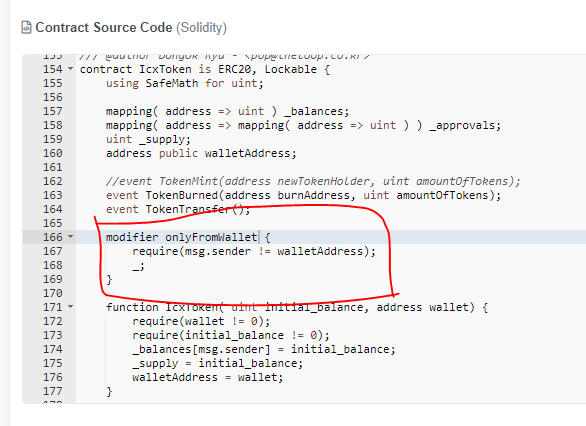 Contract Source Code (Solidity)
153 /// @author Dongok Ryu - <pop@theloop.co.kr>
154 contract IcxToken is ERC20, Lockable {
155 using SafeMath for uint;
156
157 mapping( address => uint ) _balances;
158 mapping( address => mapping( address => uint ) ) _approvals;
159 uint _supply;
160 address public walletAddress;
161
162 //event TokenMint(address newTokenHolder, uint amountOfTokens);
163 event TokenBurned(address burnAddress, uint amountOfTokens);
164 event TokenTransfer();
165
166 modifier onlyFromWallet {
167 require(msg.sender != walletAddress);
168 _;
169 }
170
171 function IcxToken( uint initial_balance, address wallet) {
172 require(wallet != 0);
173 require(initial_balance != 0);
174 _balances[msg.sender] = initial_balance;
175 _supply = initial_balance;
176 walletAddress = wallet;
177 }